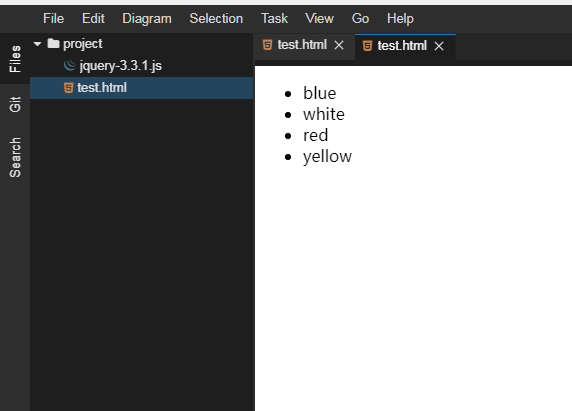 File Edit Diagram Selection Task View Go Help
Files
Git
Search
project
jquery-3.3.1.js
test.html
test.html
test.html
blue
white
red
yellow